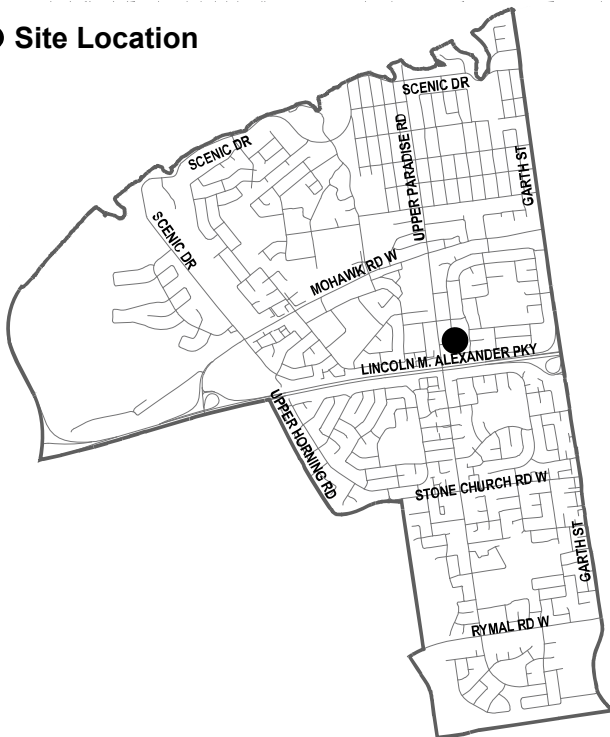 Site Location
SCENIC DR
SCENIC DR
UPPER PARADISE RD
GARTH ST
SCENIC DR
MOHAWK RD W
LINCOLN M. ALEXANDER PKY
UPPER HORNING RD
STONE CHURCH RD W
GARTH ST
RYMAL RD W